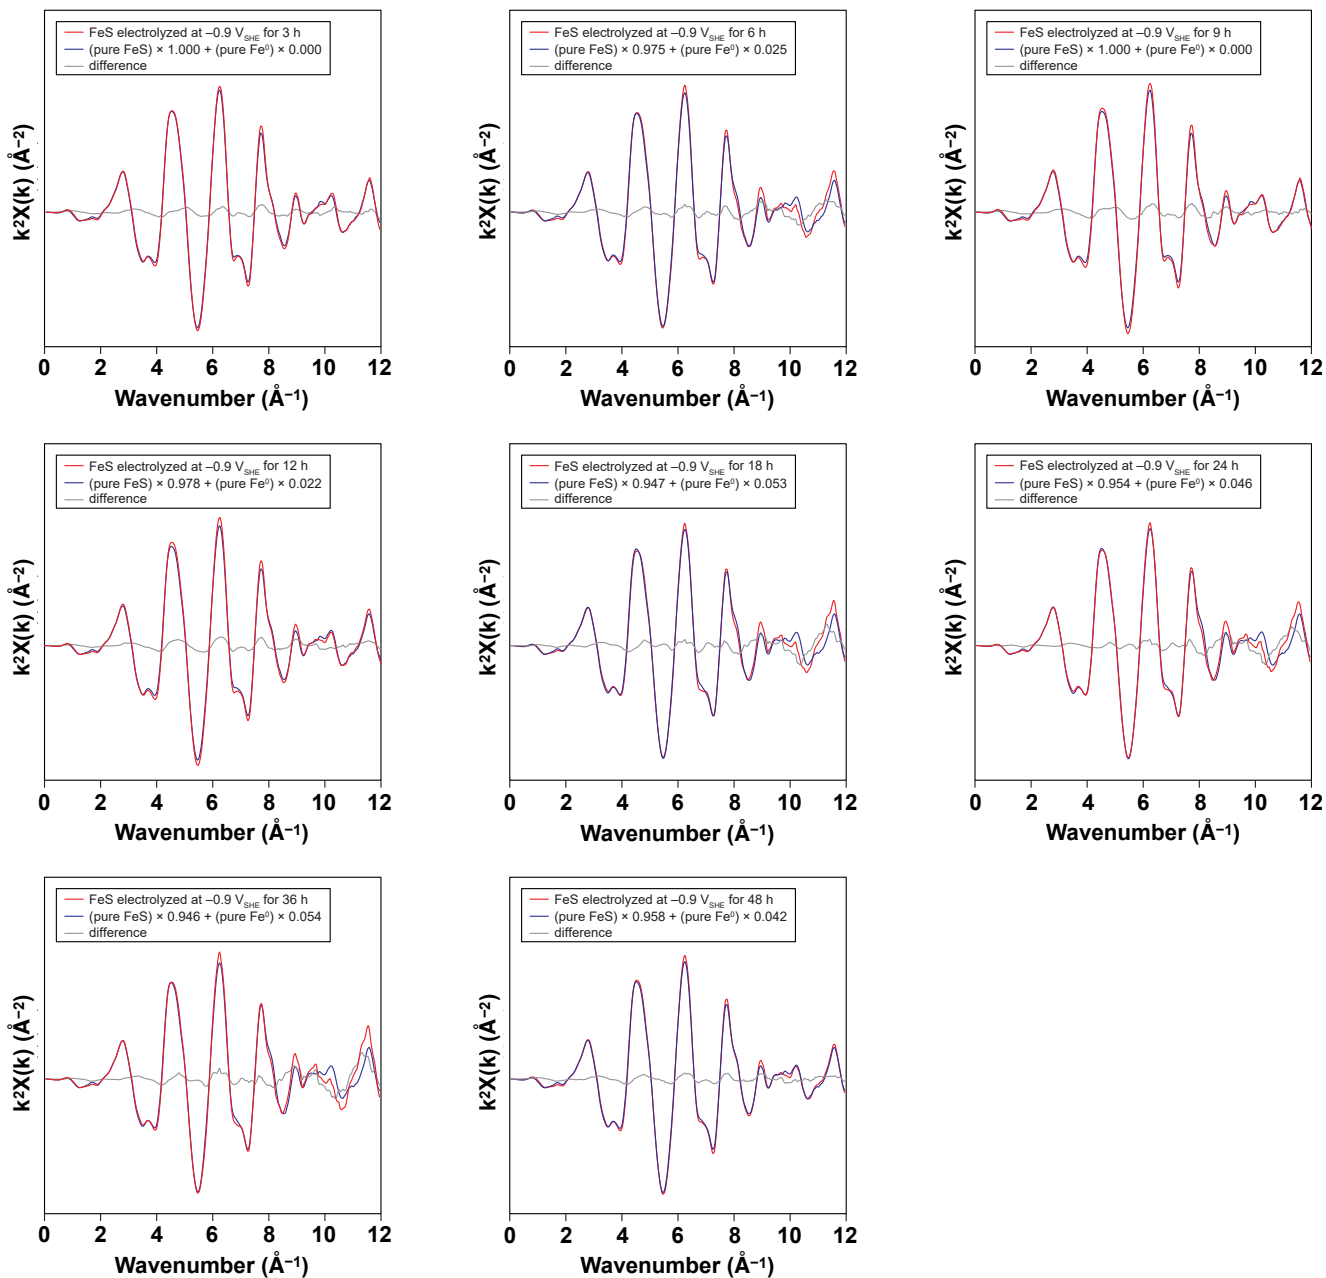 FeS electrolyzed at –0.9 V_SHE for 3 h
(pure FeS) × 1.000 + (pure Fe⁰) × 0.000
difference
k²X(k) (Å⁻²)
0 2 4 6 8 10 12
Wavenumber (Å⁻¹)
FeS electrolyzed at –0.9 V_SHE for 6 h
(pure FeS) × 0.975 + (pure Fe⁰) × 0.025
difference
k²X(k) (Å⁻²)
0 2 4 6 8 10 12
Wavenumber (Å⁻¹)
FeS electrolyzed at –0.9 V_SHE for 9 h
(pure FeS) × 1.000 + (pure Fe⁰) × 0.000
difference
k²X(k) (Å⁻²)
0 2 4 6 8 10 12
Wavenumber (Å⁻¹)
FeS electrolyzed at –0.9 V_SHE for 12 h
(pure FeS) × 0.978 + (pure Fe⁰) × 0.022
difference
k²X(k) (Å⁻²)
0 2 4 6 8 10 12
Wavenumber (Å⁻¹)
FeS electrolyzed at –0.9 V_SHE for 18 h
(pure FeS) × 0.947 + (pure Fe⁰) × 0.053
difference
k²X(k) (Å⁻²)
0 2 4 6 8 10 12
Wavenumber (Å⁻¹)
FeS electrolyzed at –0.9 V_SHE for 24 h
(pure FeS) × 0.954 + (pure Fe⁰) × 0.046
difference
k²X(k) (Å⁻²)
0 2 4 6 8 10 12
Wavenumber (Å⁻¹)
FeS electrolyzed at –0.9 V_SHE for 36 h
(pure FeS) × 0.946 + (pure Fe⁰) × 0.054
difference
k²X(k) (Å⁻²)
0 2 4 6 8 10 12
Wavenumber (Å⁻¹)
FeS electrolyzed at –0.9 V_SHE for 48 h
(pure FeS) × 0.958 + (pure Fe⁰) × 0.042
difference
k²X(k) (Å⁻²)
0 2 4 6 8 10 12
Wavenumber (Å⁻¹)